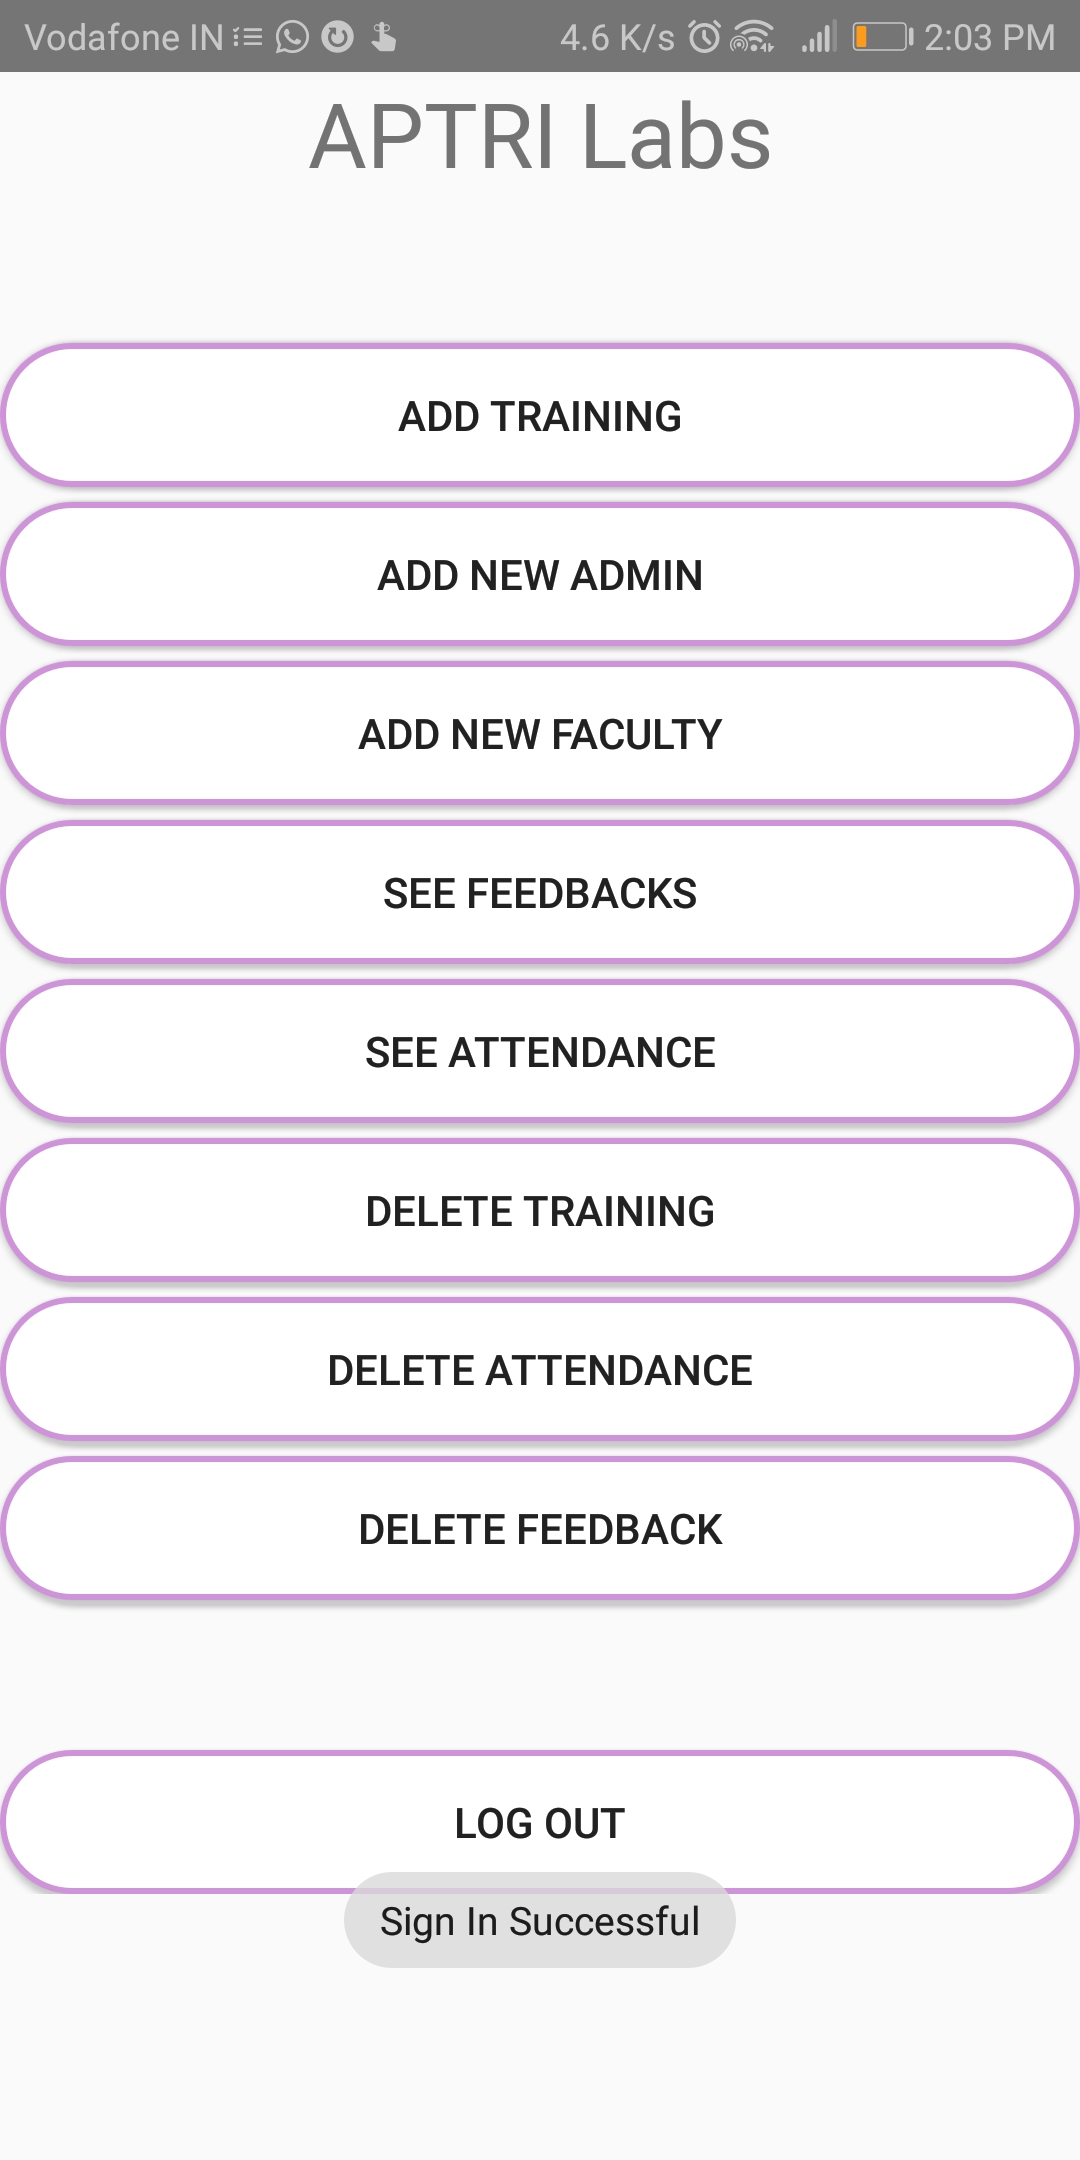 Vodafone IN 4.6 K/s 2:03 PM
APTRI Labs
ADD TRAINING
ADD NEW ADMIN
ADD NEW FACULTY
SEE FEEDBACKS
SEE ATTENDANCE
DELETE TRAINING
DELETE ATTENDANCE
DELETE FEEDBACK
LOG OUT
Sign In Successful